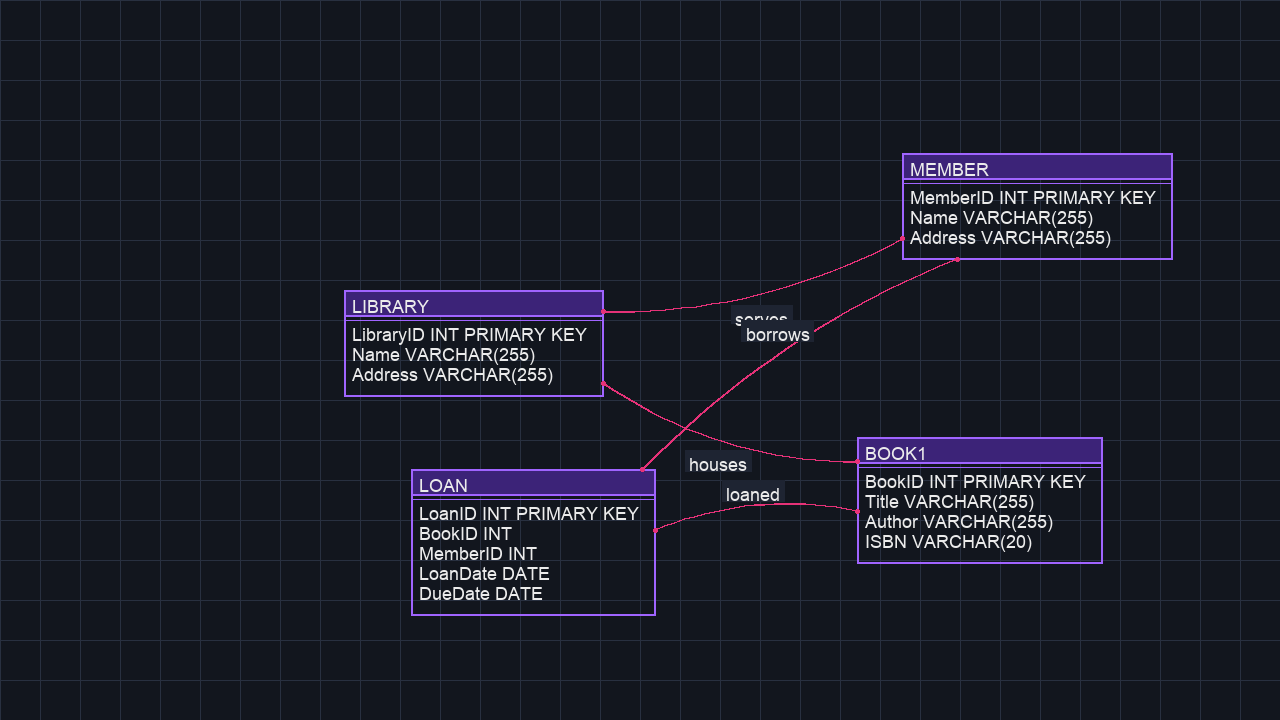 MEMBER
MemberID INT PRIMARY KEY
Name VARCHAR(255)
Address VARCHAR(255)
LIBRARY
LibraryID INT PRIMARY KEY
Name VARCHAR(255)
Address VARCHAR(255)
serves
borrows
BOOK1
BookID INT PRIMARY KEY
Title VARCHAR(255)
Author VARCHAR(255)
ISBN VARCHAR(20)
houses
loaned
LOAN
LoanID INT PRIMARY KEY
BookID INT
MemberID INT
LoanDate DATE
DueDate DATE